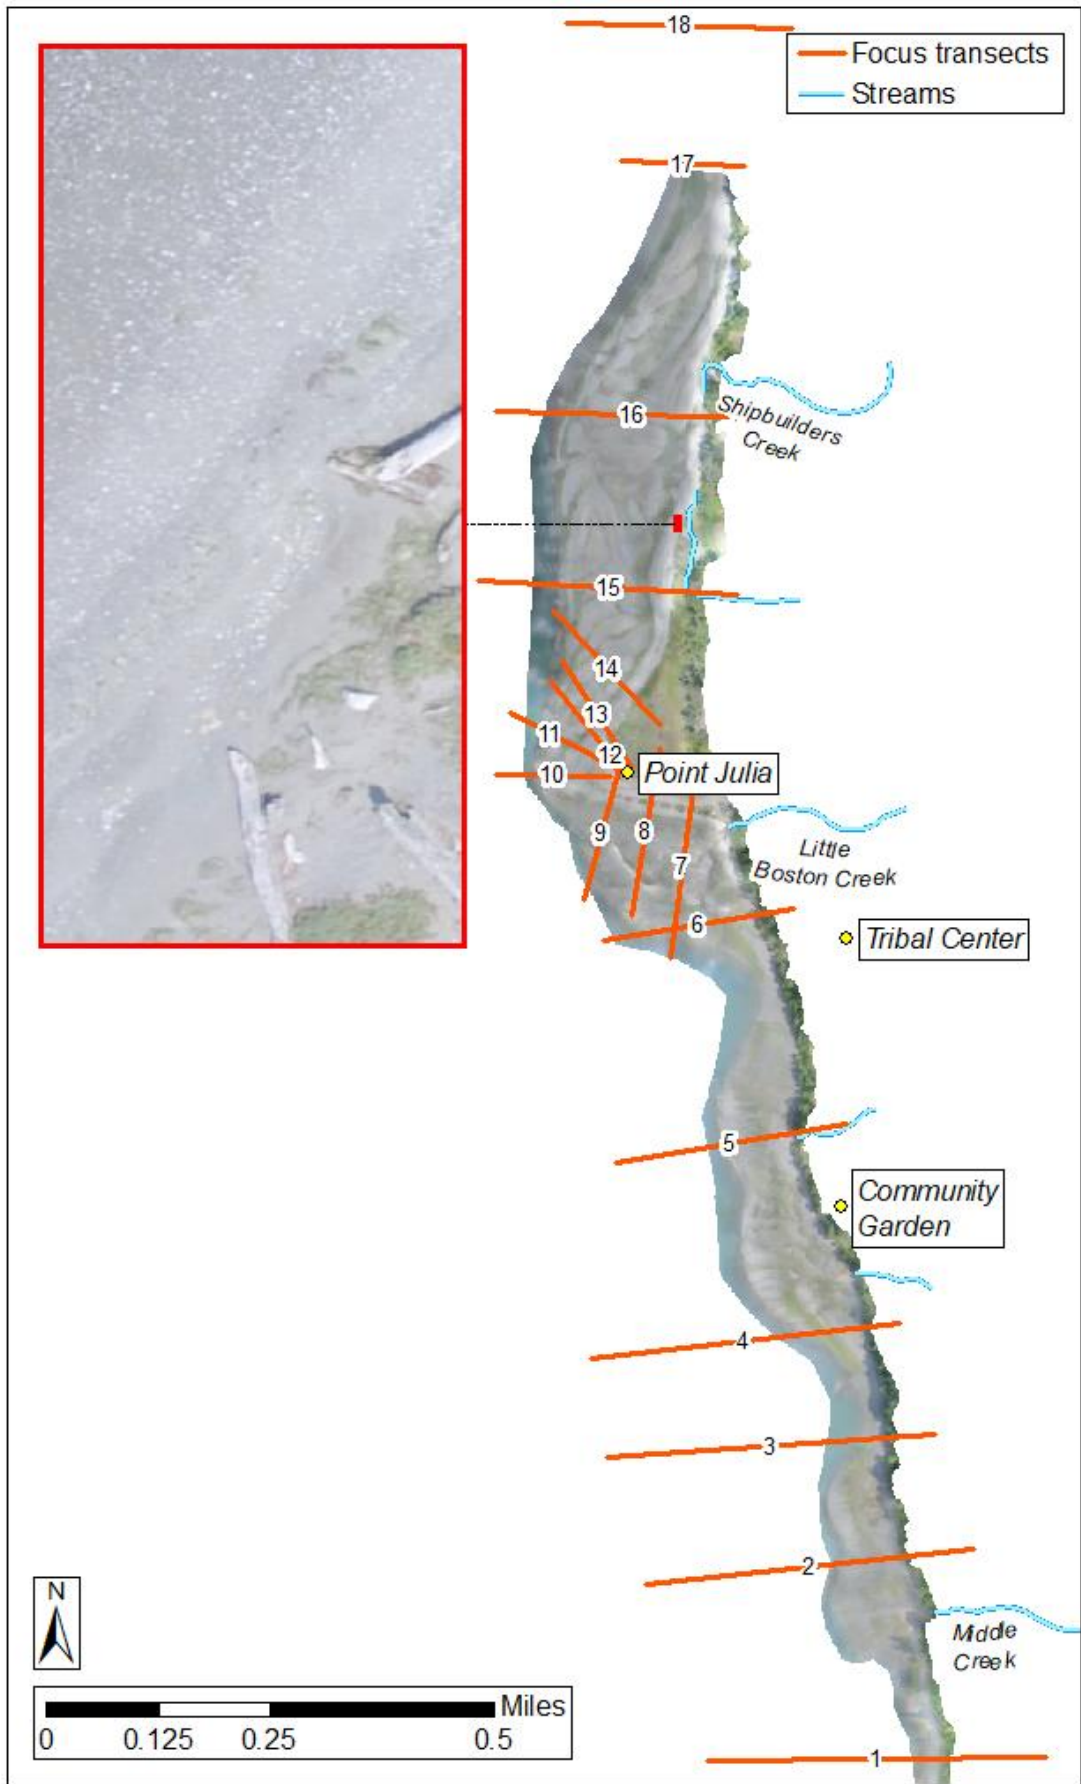 18
Focus transects
Streams
17
16
Shipbuilders
Creek
15
14
13
11
12
10
Point Julia
9
8
7
Little
Boston Creek
6
Tribal Center
5
Community
Garden
4
3
2
N
Middle
Creek
Miles
0 0.125 0.25 0.5
1